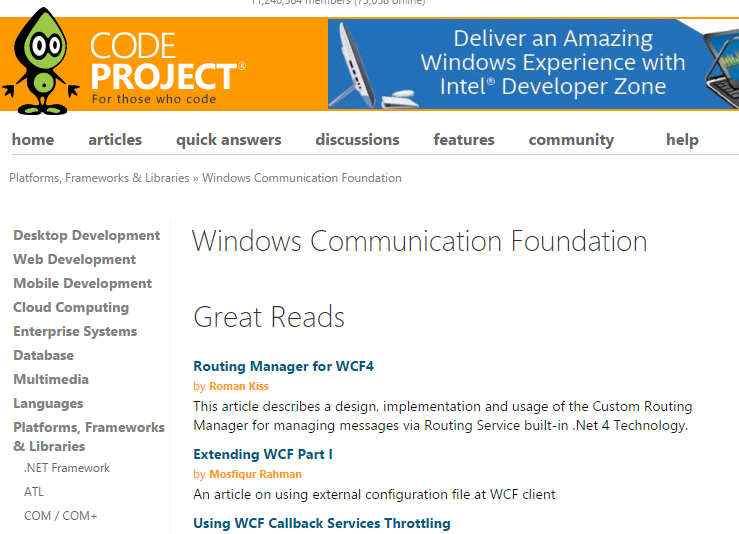 11,240,384 members (75,038 online)
CODE
PROJECT®
For those who code
Deliver an Amazing
Windows Experience with
Intel® Developer Zone
home articles quick answers discussions features community help
Platforms, Frameworks & Libraries » Windows Communication Foundation
Desktop Development
Web Development
Mobile Development
Cloud Computing
Enterprise Systems
Database
Multimedia
Languages
Platforms, Frameworks
& Libraries
.NET Framework
ATL
COM / COM+
Windows Communication Foundation
Great Reads
Routing Manager for WCF4
by Roman Kiss
This article describes a design, implementation and usage of the Custom Routing
Manager for managing messages via Routing Service built-in .Net 4 Technology.
Extending WCF Part I
by Mosfiqur Rahman
An article on using external configuration file at WCF client
Using WCF Callback Services Throttling